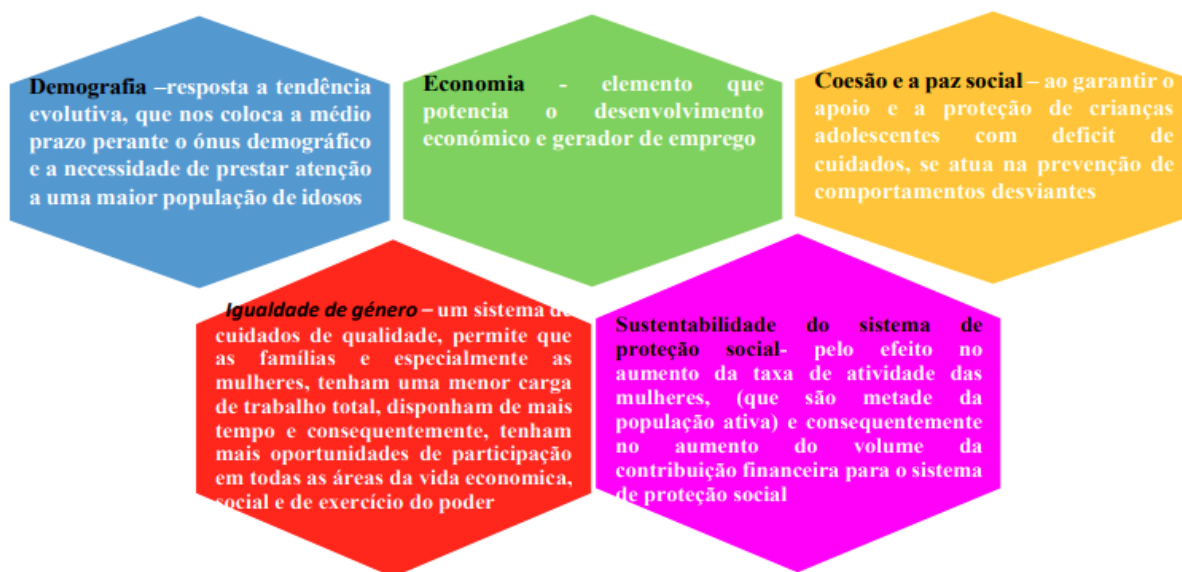 Demografia –resposta a tendência
evolutiva, que nos coloca a médio
prazo perante o ónus demográfico
e a necessidade de prestar atenção
a uma maior população de idosos
Economia - elemento que
potencia o desenvolvimento
económico e gerador de emprego
Coesão e a paz social – ao garantir o
apoio e a proteção de crianças
adolescentes com deficit de
cuidados, se atua na prevenção de
comportamentos desviantes
Igualdade de género – um sistema de
cuidados de qualidade, permite que
as famílias e especialmente as
mulheres, tenham uma menor carga
de trabalho total, disponham de mais
tempo e consequentemente, tenham
mais oportunidades de participação
em todas as áreas da vida economica,
social e de exercício do poder
Sustentabilidade do sistema de
proteção social- pelo efeito no
aumento da taxa de atividade das
mulheres, (que são metade da
população ativa) e consequentemente
no aumento do volume da
contribuição financeira para o sistema
de proteção social